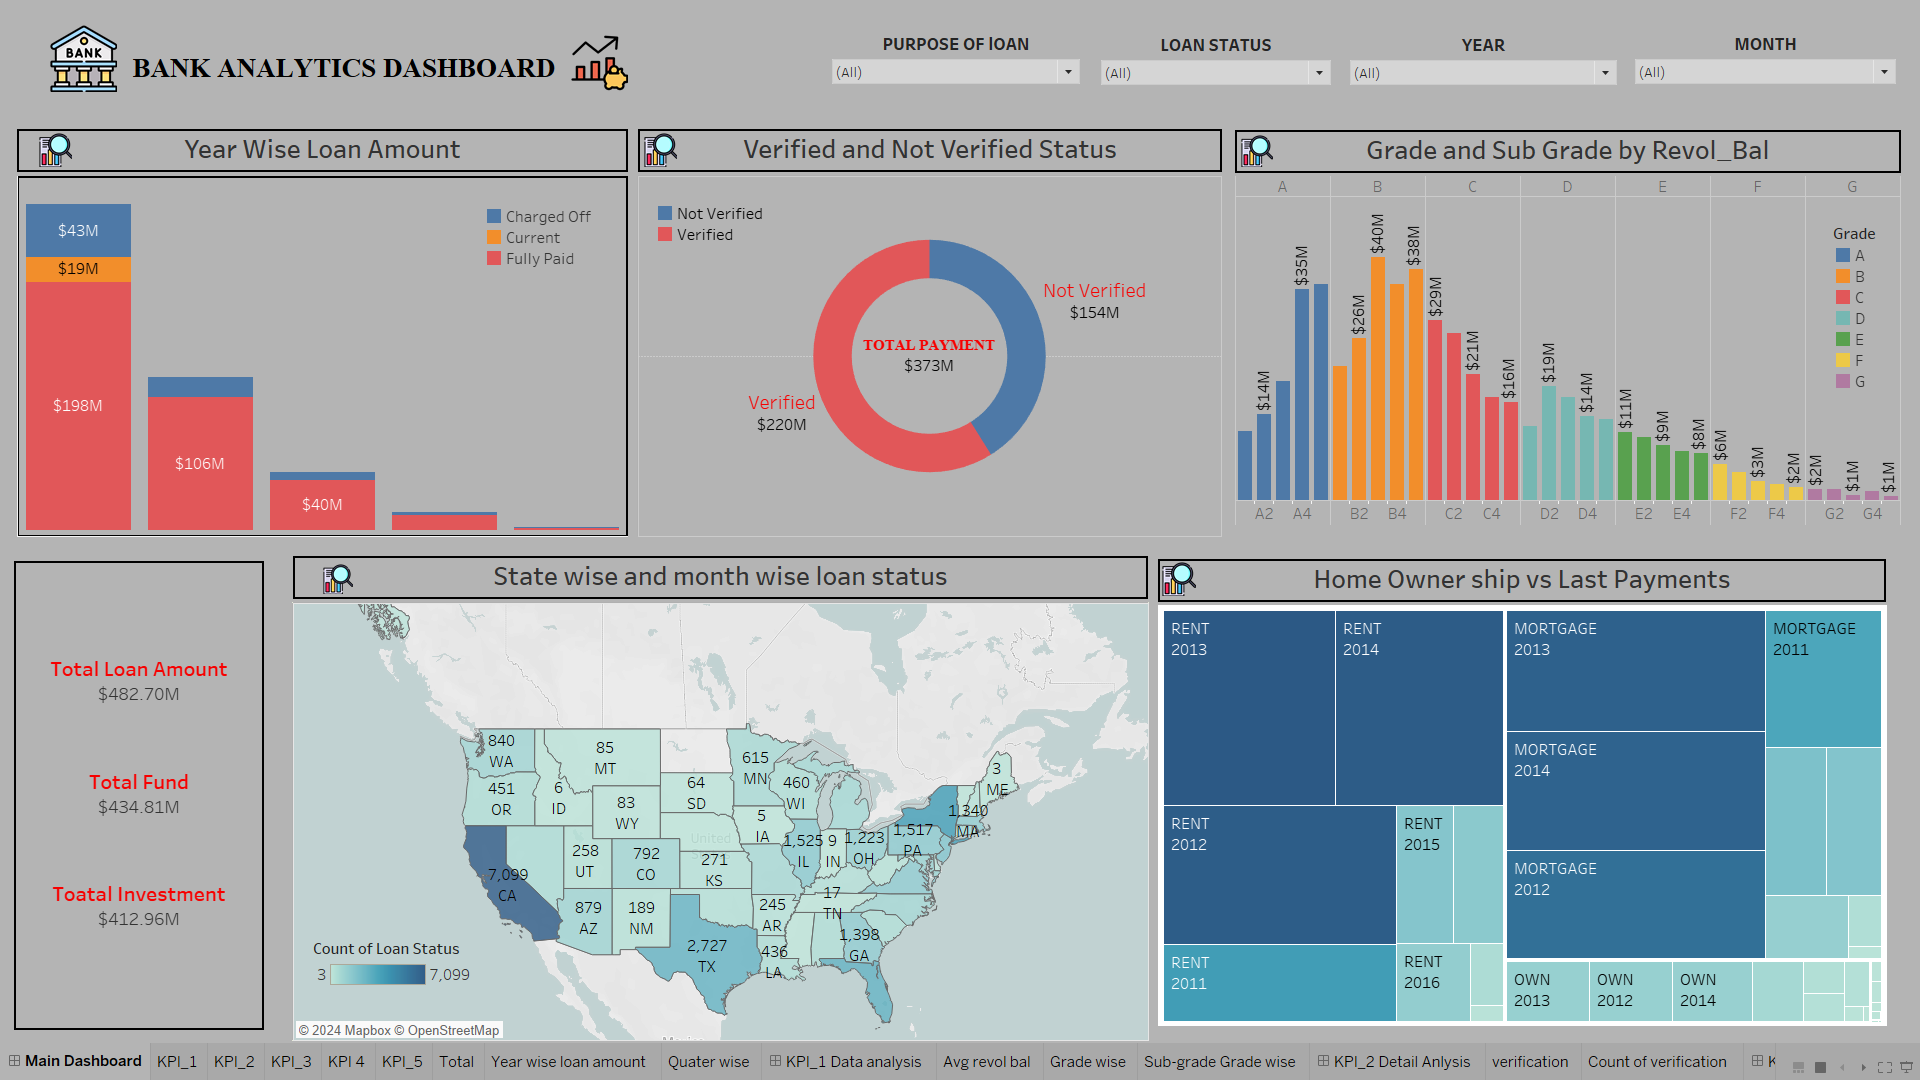 BANK
BANK ANALYTICS DASHBOARD
PURPOSE OF lOAN
(All)
LOAN STATUS
(All)
YEAR
(All)
MONTH
(All)
Year Wise Loan Amount
Charged Off
Current
Fully Paid
$43M
$19M
$198M
$106M
$40M
Verified and Not Verified Status
Not Verified
Verified
Not Verified
$154M
TOTAL PAYMENT
$373M
Verified
$220M
Grade and Sub Grade by Revol_Bal
A B C D E F G
Grade
A
B
C
D
E
F
G
$14M $35M $26M $40M $38M $29M $21M $16M $19M $14M $11M $9M $8M $6M $3M $2M $2M $1M $1M
A2 A4 B2 B4 C2 C4 D2 D4 E2 E4 F2 F4 G2 G4
Total Loan Amount
$482.70M
Total Fund
$434.81M
Toatal Investment
$412.96M
State wise and month wise loan status
840
WA
85
MT
615
MN
3
ME
451
OR
6
ID
64
SD
460
WI
83
WY
5
IA
1,340
MA
1,525
IL
9
IN
1,223
OH
1,517
PA
United
258
UT
792
CO
271
KS
7,099
CA
17
TN
879
AZ
189
NM
245
AR
1,398
GA
2,727
TX
436
LA
Count of Loan Status
3 7,099
© 2024 Mapbox © OpenStreetMap
Home Owner ship vs Last Payments
RENT
2013
RENT
2014
MORTGAGE
2013
MORTGAGE
2011
MORTGAGE
2014
RENT
2012
RENT
2015
MORTGAGE
2012
RENT
2011
RENT
2016
OWN
2013
OWN
2012
OWN
2014
Main Dashboard KPI_1 KPI_2 KPI_3 KPI 4 KPI_5 Total Year wise loan amount Quater wise KPI_1 Data analysis Avg revol bal Grade wise Sub-grade Grade wise KPI_2 Detail Anlysis verification Count of verification